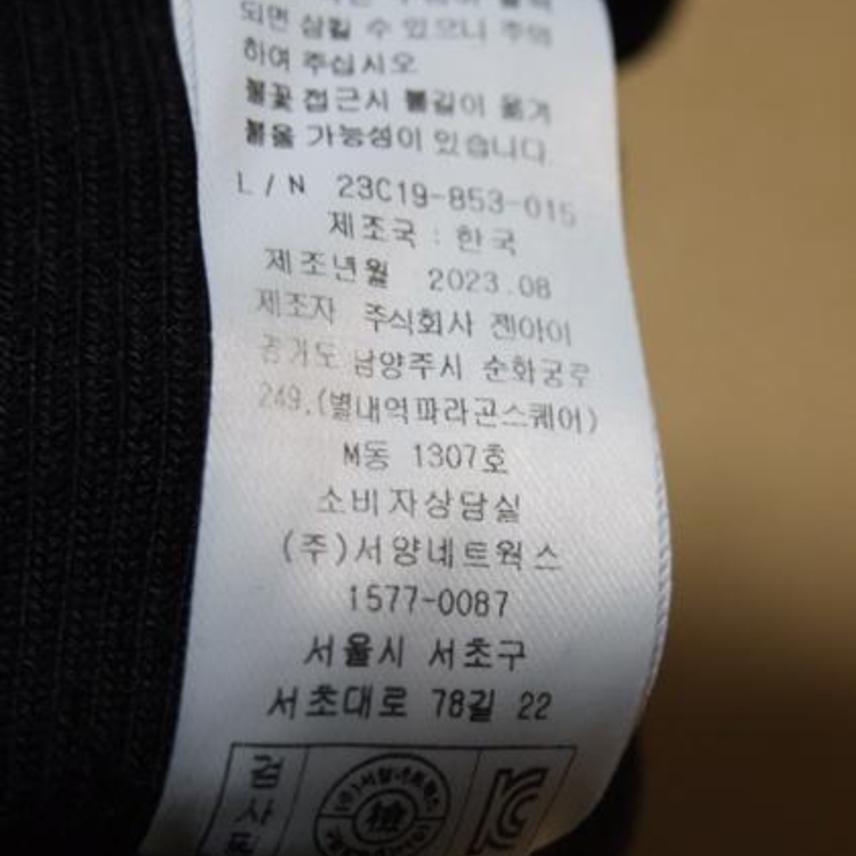 되면 삼킬 수 있으니 주의
하여 주십시오
불꽃 접근시 불길이 옮겨
붙을 가능성이 있습니다.
L / N 23C19-853-015
제조국 : 한국
제조년월 2023.08
제조자 주식회사 젠아이
경기도 남양주시 순화궁로
249,(별내역파라곤스퀘어)
M동 1307호
소비자상담실
(주)서양네트웍스
1577-0087
서울시 서초구
서초대로 78길 22
검사
檢